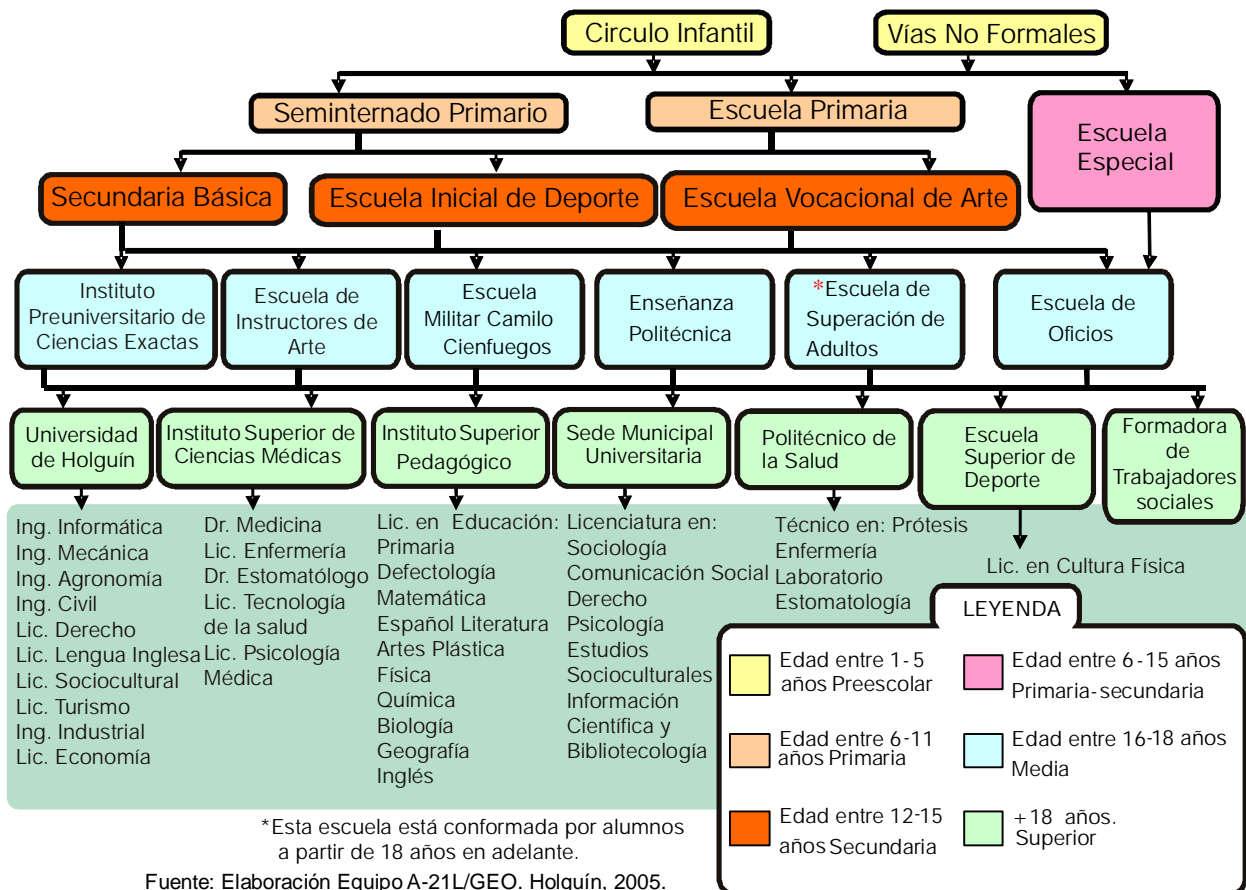 Circulo Infantil
Vías No Formales
Seminternado Primario
Escuela Primaria
Escuela
Especial
Secundaria Básica
Escuela Inicial de Deporte
Escuela Vocacional de Arte
Instituto
Preuniversitario de
Ciencias Exactas
Escuela de
Instructores de
Arte
Escuela
Militar Camilo
Cienfuegos
Enseñanza
Politécnica
*Escuela de
Superación de
Adultos
Escuela de
Oficios
Universidad
de Holguín
Instituto Superior de
Ciencias Médicas
Instituto Superior
Pedagógico
Sede Municipal
Universitaria
Politécnico de
la Salud
Escuela
Superior de
Deporte
Formadora
de
Trabajadores
sociales
Ing. Informática
Ing. Mecánica
Ing. Agronomía
Ing. Civil
Lic. Derecho
Lic. Lengua Inglesa
Lic. Sociocultural
Lic. Turismo
Ing. Industrial
Lic. Economía
Dr. Medicina
Lic. Enfermería
Dr. Estomatólogo
Lic. Tecnología
de la salud
Lic. Psicología
Médica
Lic. en Educación:
Primaria
Defectología
Matemática
Español Literatura
Artes Plástica
Física
Química
Biología
Geografía
Inglés
Licenciatura en:
Sociología
Comunicación Social
Derecho
Psicología
Estudios
Socioculturales
Información
Científica y
Bibliotecología
Técnico en: Prótesis
Enfermería
Laboratorio
Estomatología
Lic. en Cultura Física
LEYENDA
Edad entre 1-5
años Preescolar
Edad entre 6-15 años
Primaria-secundaria
Edad entre 6-11
años Primaria
Edad entre 16-18 años
Media
Edad entre 12-15
años Secundaria
+18 años.
Superior
*Esta escuela está conformada por alumnos
a partir de 18 años en adelante.
Fuente: Elaboración Equipo A-21L/GEO. Holguín, 2005.